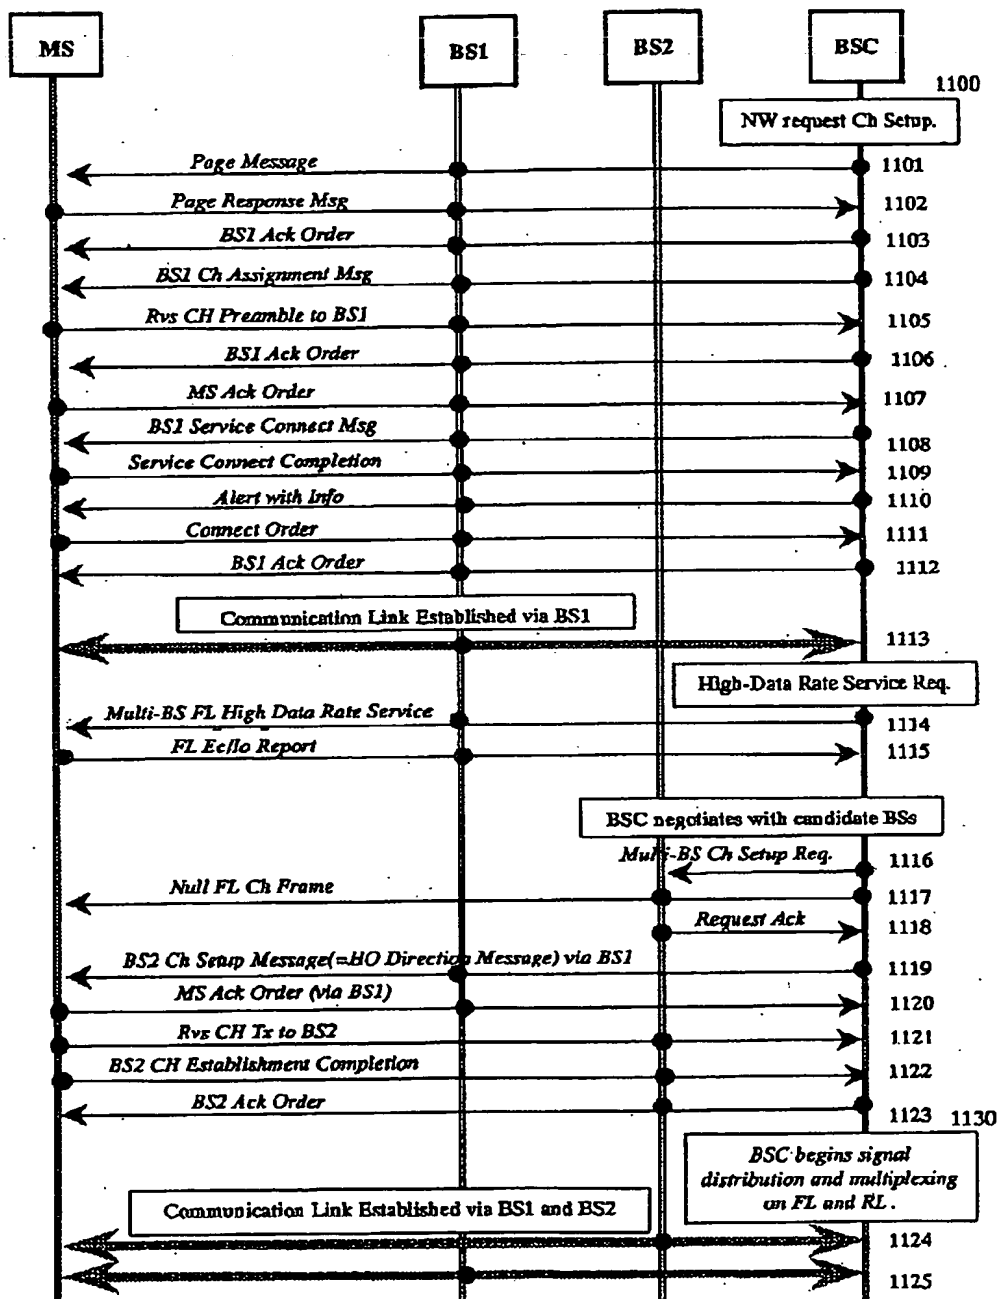 MS
BS1
BS2
BSC
1100
NW request Ch Setup.
Page Message
1101
Page Response Msg
1102
BS1 Ack Order
1103
BS1 Ch Assignment Msg
1104
Rvs CH Preamble to BS1
1105
BS1 Ack Order
1106
MS Ack Order
1107
BS1 Service Connect Msg
1108
Service Connect Completion
1109
Alert with Info
1110
Connect Order
1111
BS1 Ack Order
1112
Communication Link Established via BS1
1113
High-Data Rate Service Req.
Multi-BS FL High Data Rate Service
1114
FL Ec/Io Report
1115
BSC negotiates with candidate BSs
Multi-BS Ch Setup Req.
1116
Null FL Ch Frame
1117
Request Ack
1118
BS2 Ch Setup Message(=HO Direction Message) via BS1
1119
MS Ack Order (via BS1)
1120
Rvs CH Tx to BS2
1121
BS2 CH Establishment Completion
1122
BS2 Ack Order
1123
1130
BSC begins signal
distribution and multiplexing
on FL and RL.
Communication Link Established via BS1 and BS2
1124
1125